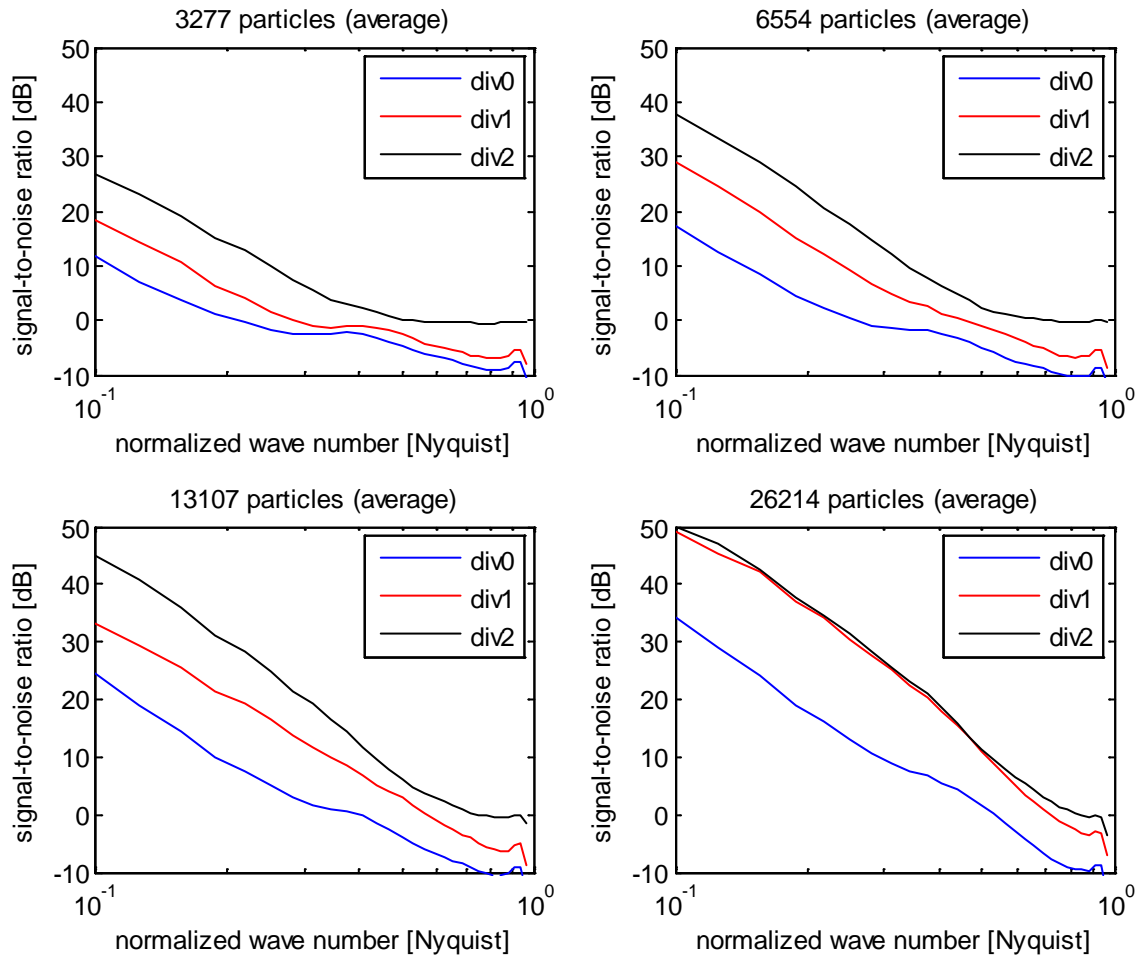 3277 particles (average)
signal-to-noise ratio [dB]
50
40
30
20
10
0
-10
div0
div1
div2
10^-1
10^0
normalized wave number [Nyquist]
6554 particles (average)
signal-to-noise ratio [dB]
50
40
30
20
10
0
-10
div0
div1
div2
10^-1
10^0
normalized wave number [Nyquist]
13107 particles (average)
signal-to-noise ratio [dB]
50
40
30
20
10
0
-10
div0
div1
div2
10^-1
10^0
normalized wave number [Nyquist]
26214 particles (average)
signal-to-noise ratio [dB]
50
40
30
20
10
0
-10
div0
div1
div2
10^-1
10^0
normalized wave number [Nyquist]